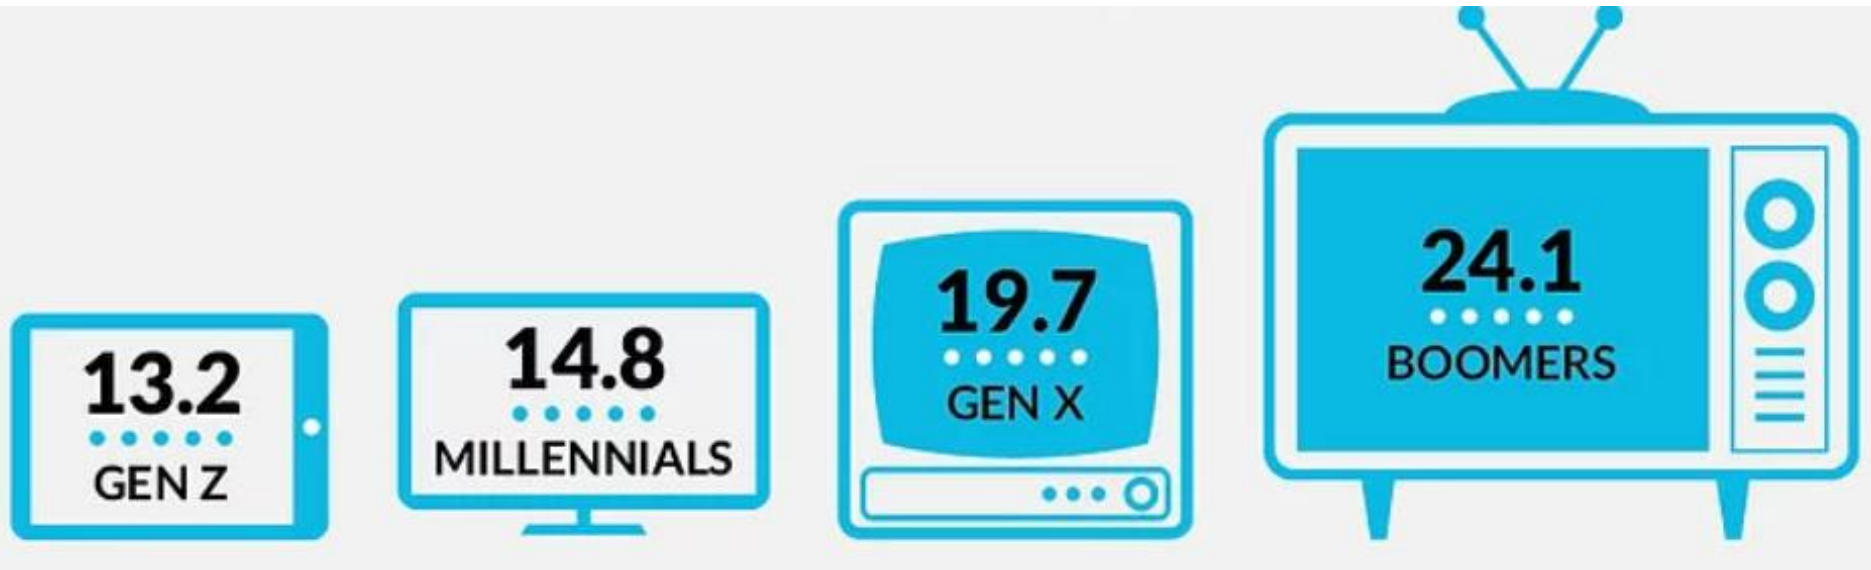 13.2
GEN Z
14.8
MILLENNIALS
19.7
GEN X
24.1
BOOMERS